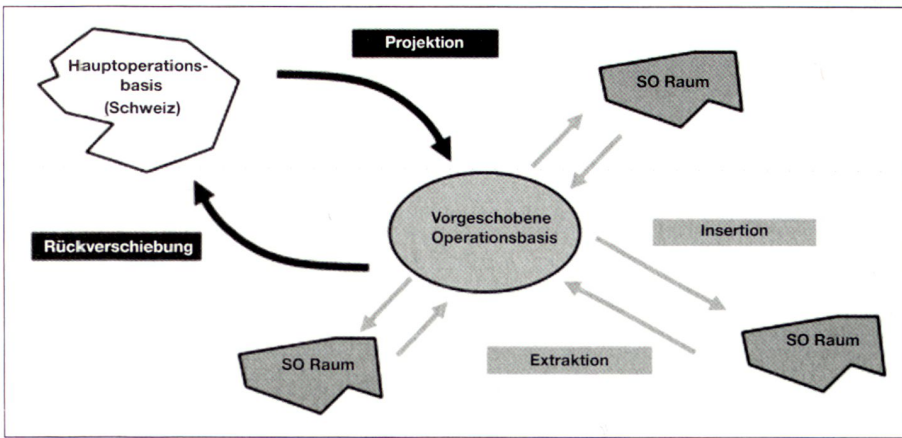 Projektion
Hauptoperations-
basis
(Schweiz)
SO Raum
Vorgeschobene
Operationsbasis
Insertion
Rückverschiebung
SO Raum
Extraktion
SO Raum